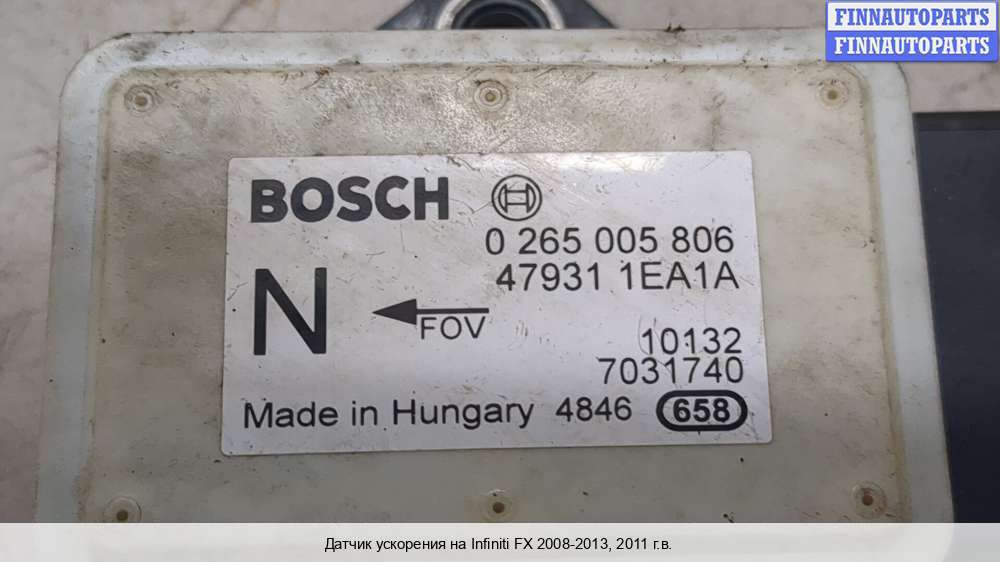 FINNAUTOPARTS
FINNAUTOPARTS
BOSCH
0 265 005 806
47931 1EA1A
N
FOV
10132
7031740
Made in Hungary 4846 658
Датчик ускорения на Infiniti FX 2008-2013, 2011 г.в.